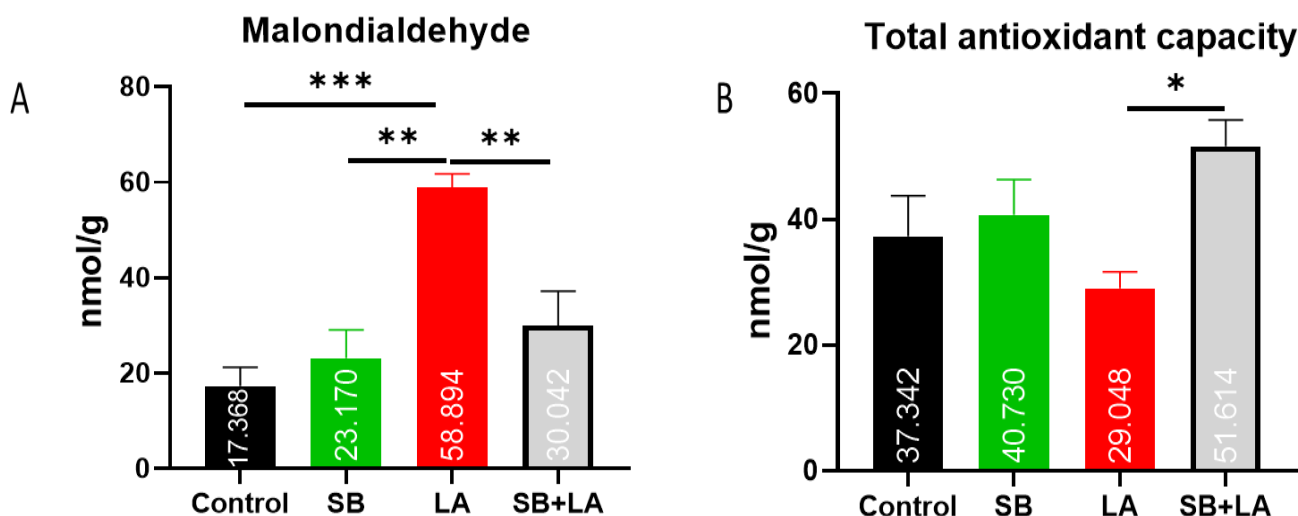 Malondialdehyde
A
nmol/g
80
60
40
20
0
***
**
**
17.368
23.170
58.894
30.042
Control
SB
LA
SB+LA
Total antioxidant capacity
B
nmol/g
60
40
20
0
*
37.342
40.730
29.048
51.614
Control
SB
LA
SB+LA